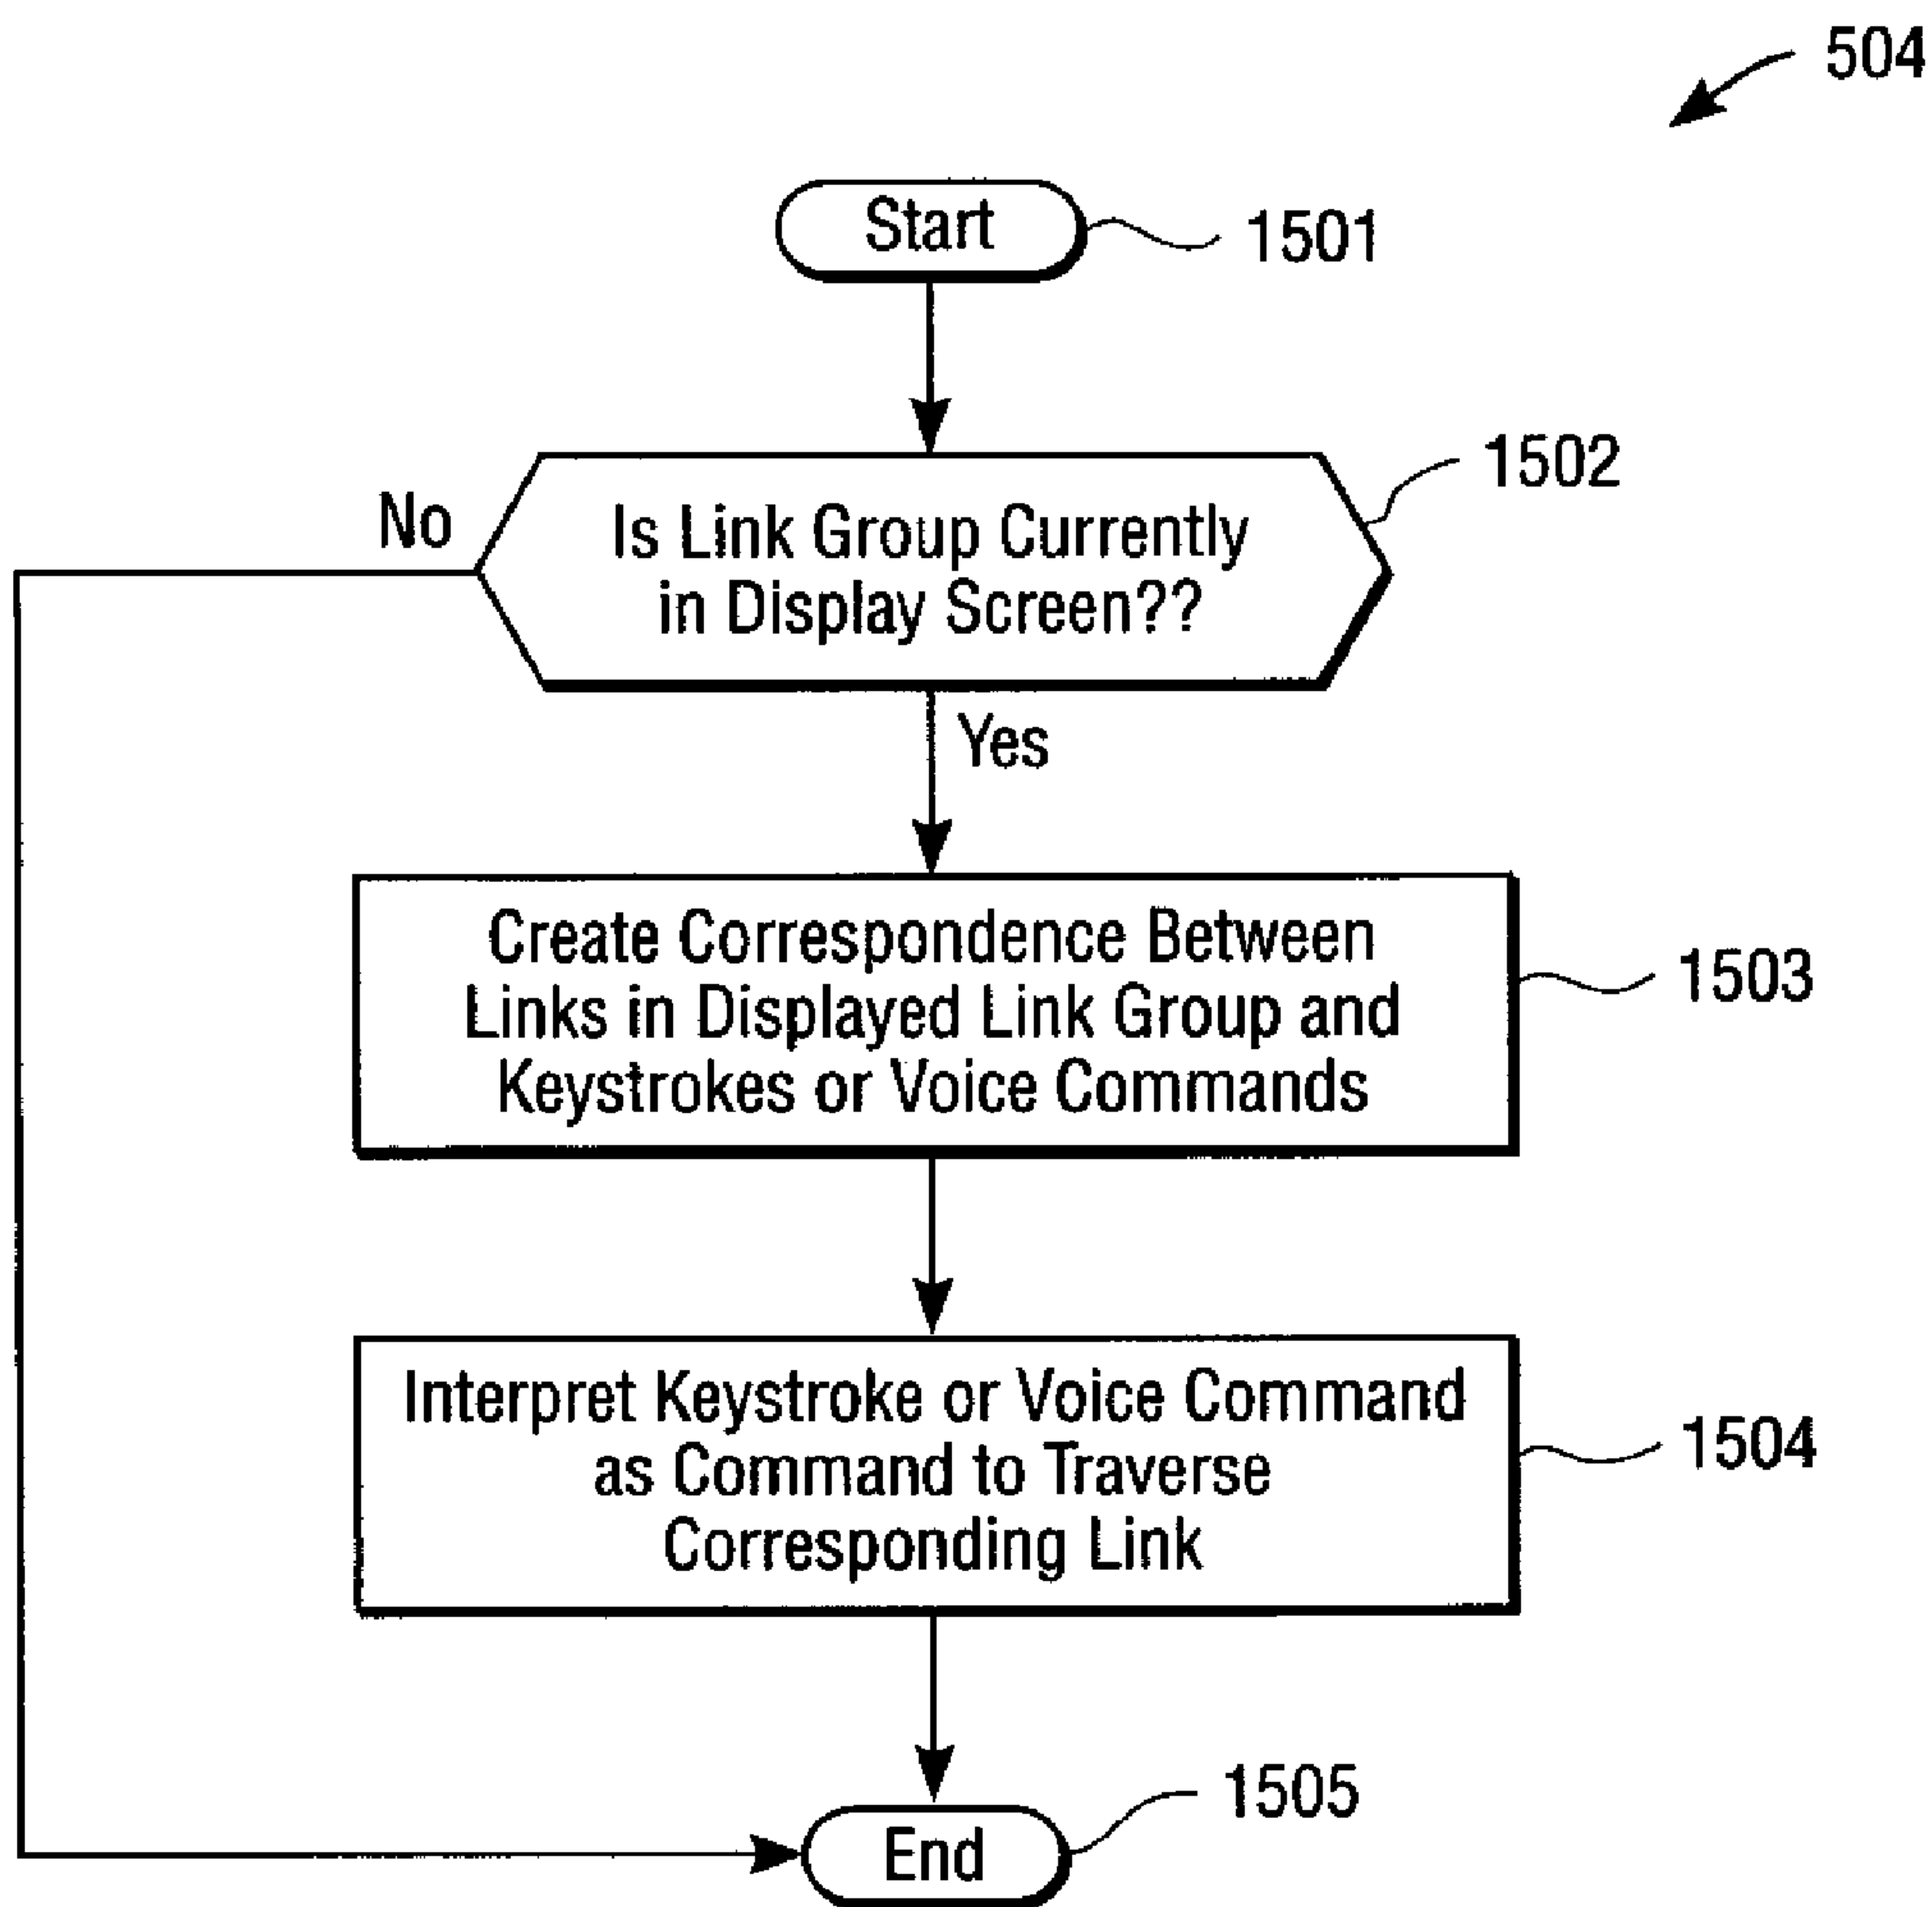 504
Start
1501
1502
No
Is Link Group Currently
in Display Screen??
Yes
Create Correspondence Between
Links in Displayed Link Group and
Keystrokes or Voice Commands
1503
Interpret Keystroke or Voice Command
as Command to Traverse
Corresponding Link
1504
1505
End